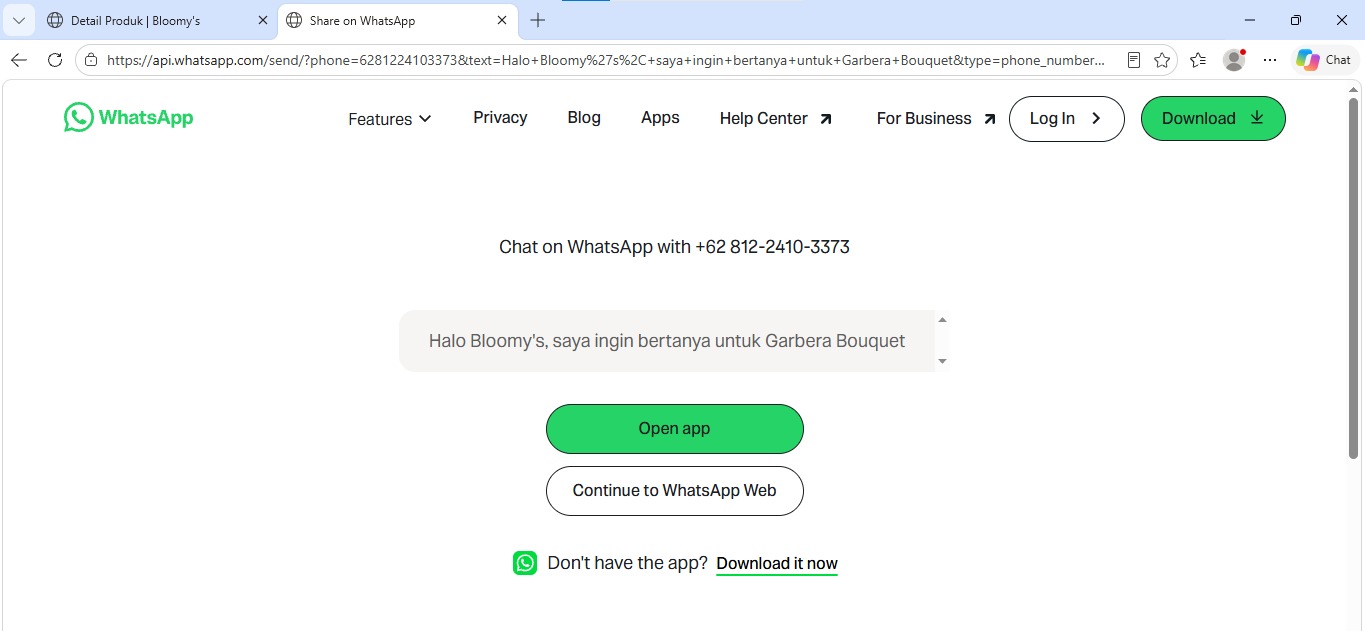 Detail Produk | Bloomy's
Share on WhatsApp
https://api.whatsapp.com/send/?phone=6281224103373&text=Halo+Bloomy%27s%2C+saya+ingin+bertanya+untuk+Garbera+Bouquet&type=phone_number...
Chat
WhatsApp
Features
Privacy
Blog
Apps
Help Center
For Business
Log In
Download
Chat on WhatsApp with +62 812-2410-3373
Halo Bloomy's, saya ingin bertanya untuk Garbera Bouquet
Open app
Continue to WhatsApp Web
Don't have the app? Download it now